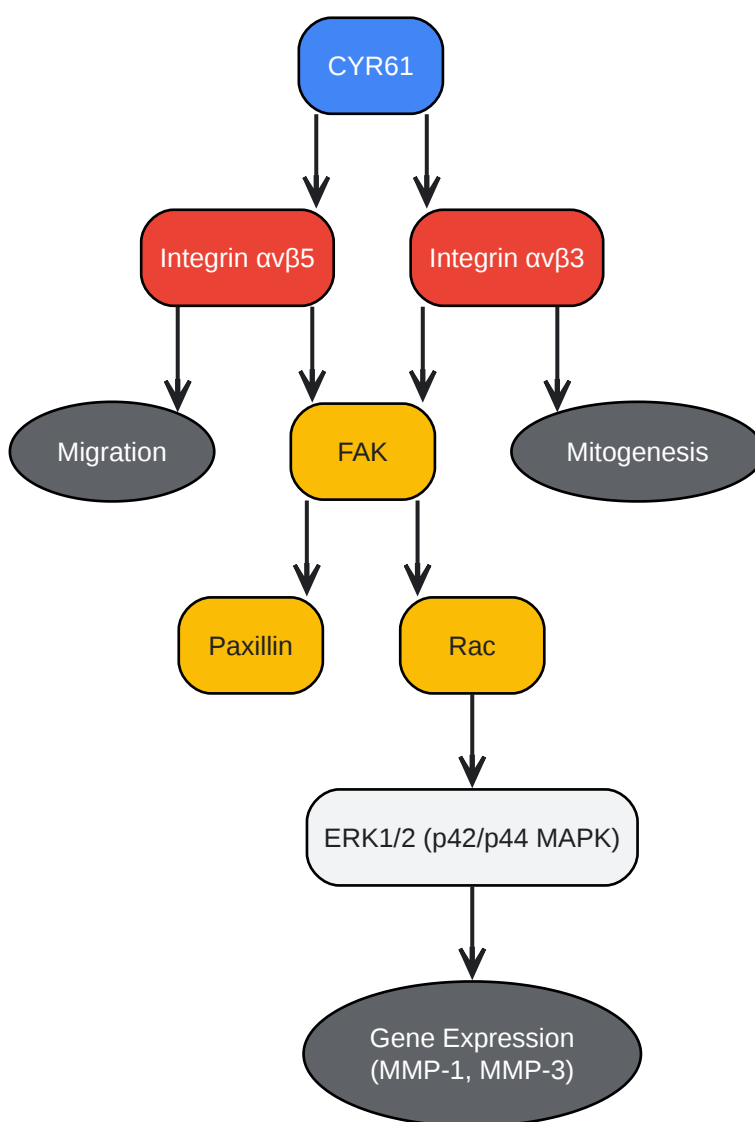 CYR61
Integrin αvβ5
Integrin αvβ3
Migration
FAK
Mitogenesis
Paxillin
Rac
ERK1/2 (p42/p44 MAPK)
Gene Expression
(MMP-1, MMP-3)